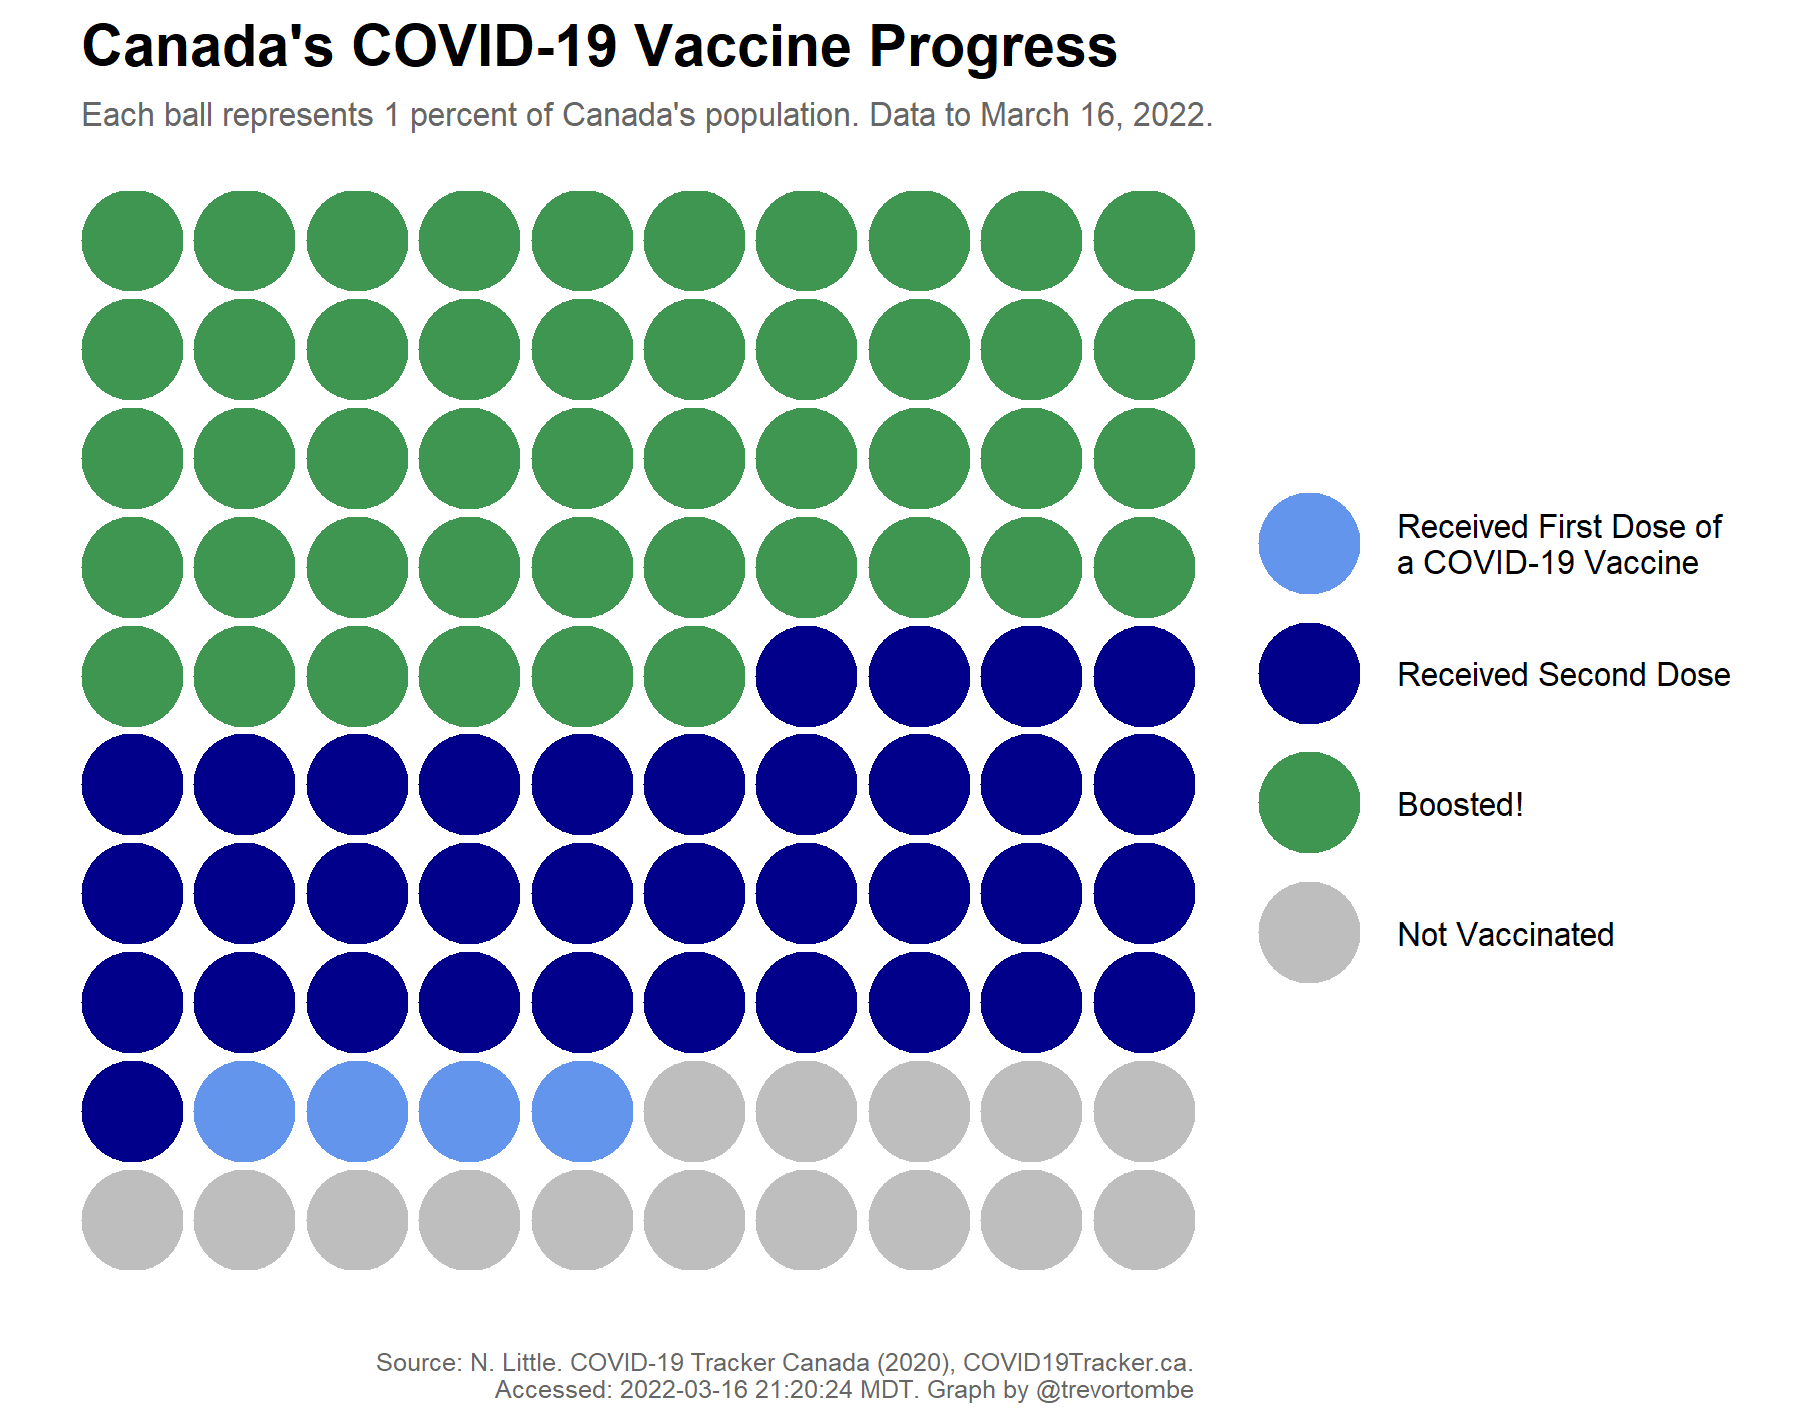 Canada's COVID-19 Vaccine Progress
Each ball represents 1 percent of Canada's population. Data to March 16, 2022.
Received First Dose of
a COVID-19 Vaccine
Received Second Dose
Boosted!
Not Vaccinated
Source: N. Little. COVID-19 Tracker Canada (2020), COVID19Tracker.ca.
Accessed: 2022-03-16 21:20:24 MDT. Graph by @trevortombe